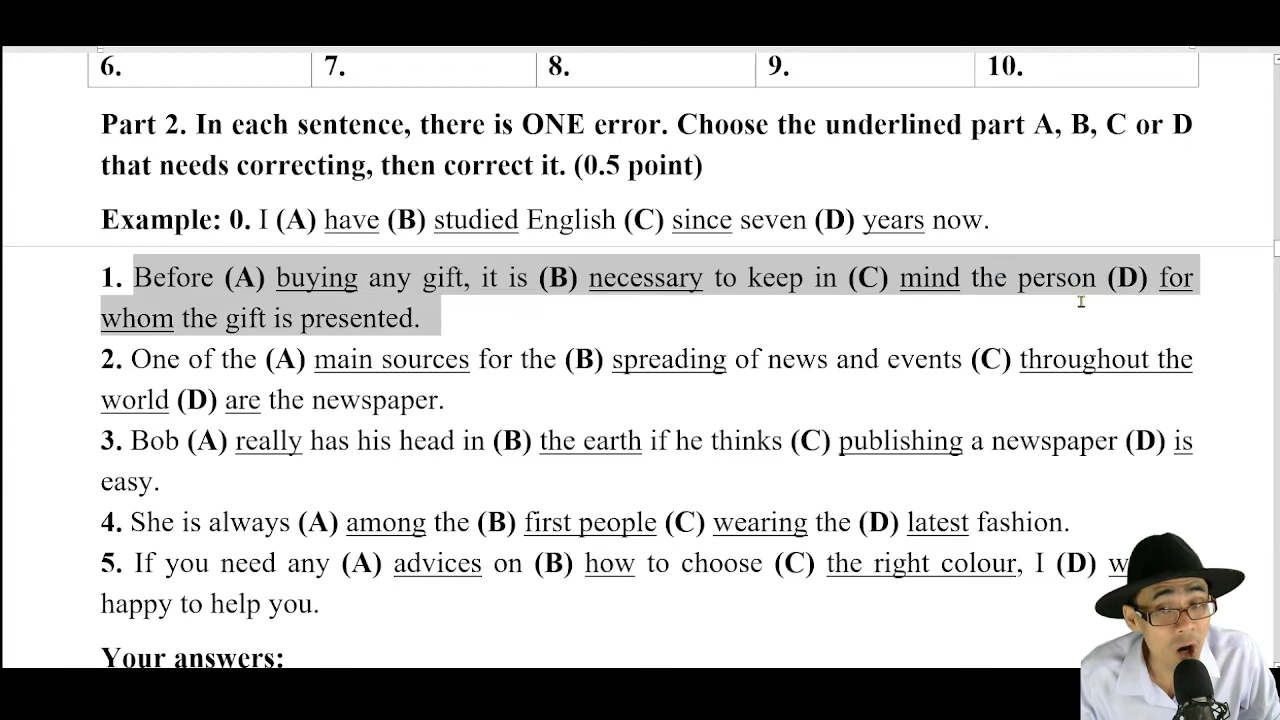 6. 7. 8. 9. 10.
Part 2. In each sentence, there is ONE error. Choose the underlined part A, B, C or D
that needs correcting, then correct it. (0.5 point)
Example: 0. I (A) have (B) studied English (C) since seven (D) years now.
1. Before (A) buying any gift, it is (B) necessary to keep in (C) mind the person (D) for
whom the gift is presented.
2. One of the (A) main sources for the (B) spreading of news and events (C) throughout the
world (D) are the newspaper.
3. Bob (A) really has his head in (B) the earth if he thinks (C) publishing a newspaper (D) is
easy.
4. She is always (A) among the (B) first people (C) wearing the (D) latest fashion.
5. If you need any (A) advices on (B) how to choose (C) the right colour, I (D)
happy to help you.
Your answers: